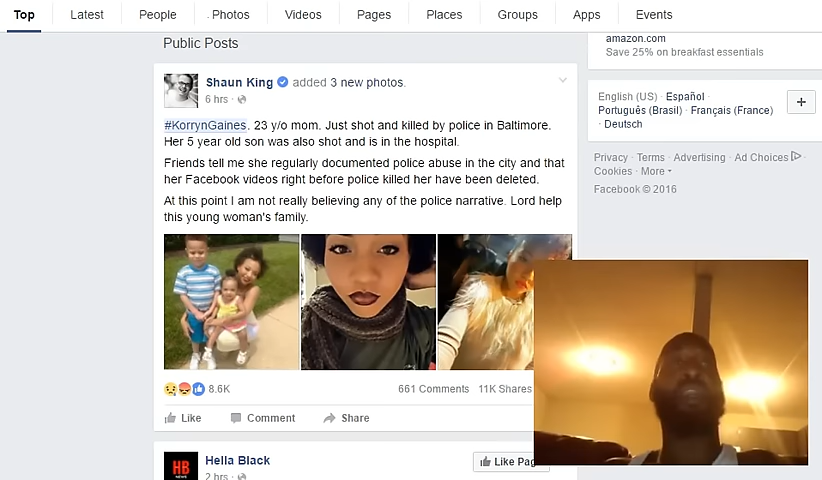 Top Latest People Photos Videos Pages Places Groups Apps Events
Public Posts
Shaun King added 3 new photos.
6 hrs ·
#KorrynGaines. 23 y/o mom. Just shot and killed by police in Baltimore.
Her 5 year old son was also shot and is in the hospital.
Friends tell me she regularly documented police abuse in the city and that
her Facebook videos right before police killed her have been deleted.
At this point I am not really believing any of the police narrative. Lord help
this young woman's family.
8.6K 661 Comments 11K Shares
Like Comment Share
HB
NEWS
Hella Black
2 hrs ·
Like Pag
amazon.com
Save 25% on breakfast essentials
English (US) · Español ·
Português (Brasil) · Français (France)
· Deutsch
+
Privacy · Terms · Advertising · Ad Choices ·
Cookies · More
Facebook © 2016